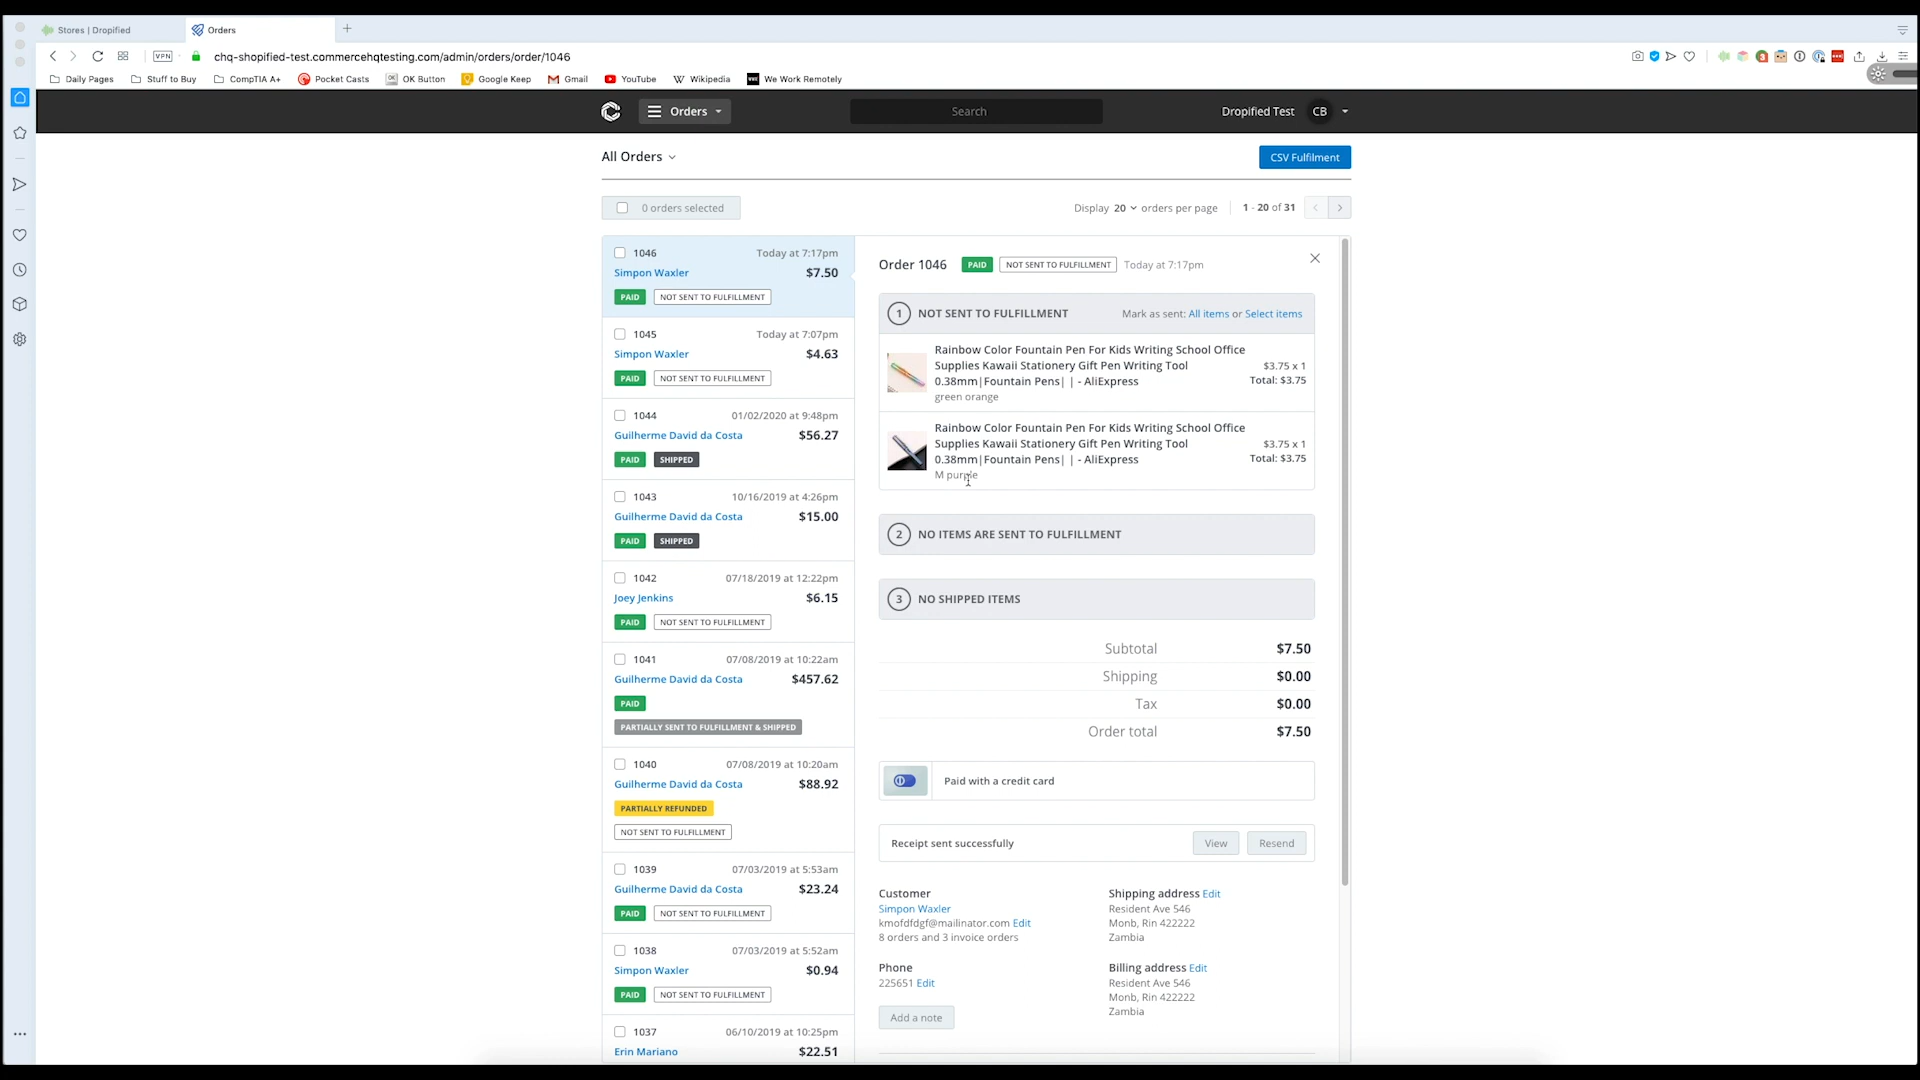 Stores | Dropified
Orders
VPN
chq-shopified-test.commercehqtesting.com/admin/orders/order/1046
Daily Pages
Stuff to Buy
CompTIA A+
Pocket Casts
OK Button
Google Keep
Gmail
YouTube
Wikipedia
We Work Remotely
Orders
Search
Dropified Test
CB
All Orders
CSV Fulfilment
0 orders selected
Display 20 orders per page
1 - 20 of 31
1046
Today at 7:17pm
Simpon Waxler
$7.50
PAID
NOT SENT TO FULFILLMENT
1045
Today at 7:07pm
Simpon Waxler
$4.63
PAID
NOT SENT TO FULFILLMENT
1044
01/02/2020 at 9:48pm
Guilherme David da Costa
$56.27
PAID
SHIPPED
1043
10/16/2019 at 4:26pm
Guilherme David da Costa
$15.00
PAID
SHIPPED
1042
07/18/2019 at 12:22pm
Joey Jenkins
$6.15
PAID
NOT SENT TO FULFILLMENT
1041
07/08/2019 at 10:22am
Guilherme David da Costa
$457.62
PAID
PARTIALLY SENT TO FULFILLMENT & SHIPPED
1040
07/08/2019 at 10:20am
Guilherme David da Costa
$88.92
PARTIALLY REFUNDED
NOT SENT TO FULFILLMENT
1039
07/03/2019 at 5:53am
Guilherme David da Costa
$23.24
PAID
NOT SENT TO FULFILLMENT
1038
07/03/2019 at 5:52am
Simpon Waxler
$0.94
PAID
NOT SENT TO FULFILLMENT
1037
06/10/2019 at 10:25pm
Erin Mariano
$22.51
Order 1046
PAID
NOT SENT TO FULFILLMENT
Today at 7:17pm
1
NOT SENT TO FULFILLMENT
Mark as sent: All items or Select items
Rainbow Color Fountain Pen For Kids Writing School Office
Supplies Kawaii Stationery Gift Pen Writing Tool
0.38mm|Fountain Pens| | - AliExpress
green orange
$3.75 x 1
Total: $3.75
Rainbow Color Fountain Pen For Kids Writing School Office
Supplies Kawaii Stationery Gift Pen Writing Tool
0.38mm|Fountain Pens| | - AliExpress
M purple
$3.75 x 1
Total: $3.75
2
NO ITEMS ARE SENT TO FULFILLMENT
3
NO SHIPPED ITEMS
Subtotal
$7.50
Shipping
$0.00
Tax
$0.00
Order total
$7.50
Paid with a credit card
Receipt sent successfully
View
Resend
Customer
Simpon Waxler
kmofdfdgf@mailinator.com Edit
8 orders and 3 invoice orders
Phone
225651 Edit
Add a note
Shipping address Edit
Resident Ave 546
Monb, Rin 422222
Zambia
Billing address Edit
Resident Ave 546
Monb, Rin 422222
Zambia